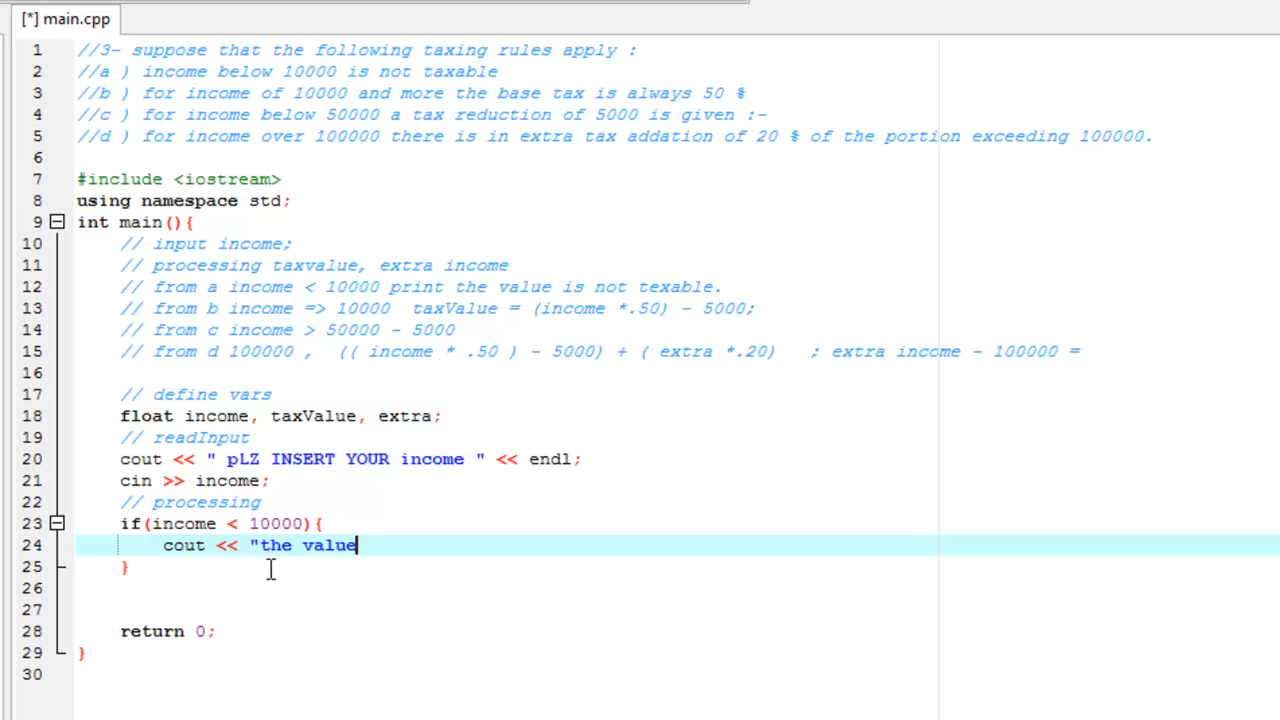 [*] main.cpp
1 //3- suppose that the following taxing rules apply :
2 //a ) income below 10000 is not taxable
3 //b ) for income of 10000 and more the base tax is always 50 %
4 //c ) for income below 50000 a tax reduction of 5000 is given :-
5 //d ) for income over 100000 there is in extra tax addation of 20 % of the portion exceeding 100000.
6
7 #include <iostream>
8 using namespace std;
9 int main(){
10 // input income;
11 // processing taxvalue, extra income
12 // from a income < 10000 print the value is not texable.
13 // from b income => 10000  taxValue = (income *.50) - 5000;
14 // from c income > 50000 - 5000
15 // from d 100000 ,  (( income * .50 ) - 5000) + ( extra *.20)   ; extra income - 100000 =
16
17 // define vars
18 float income, taxValue, extra;
19 // readInput
20 cout << " pLZ INSERT YOUR income " << endl;
21 cin >> income;
22 // processing
23 if(income < 10000){
24 cout << "the value
25 }
26
27
28 return 0;
29 }
30